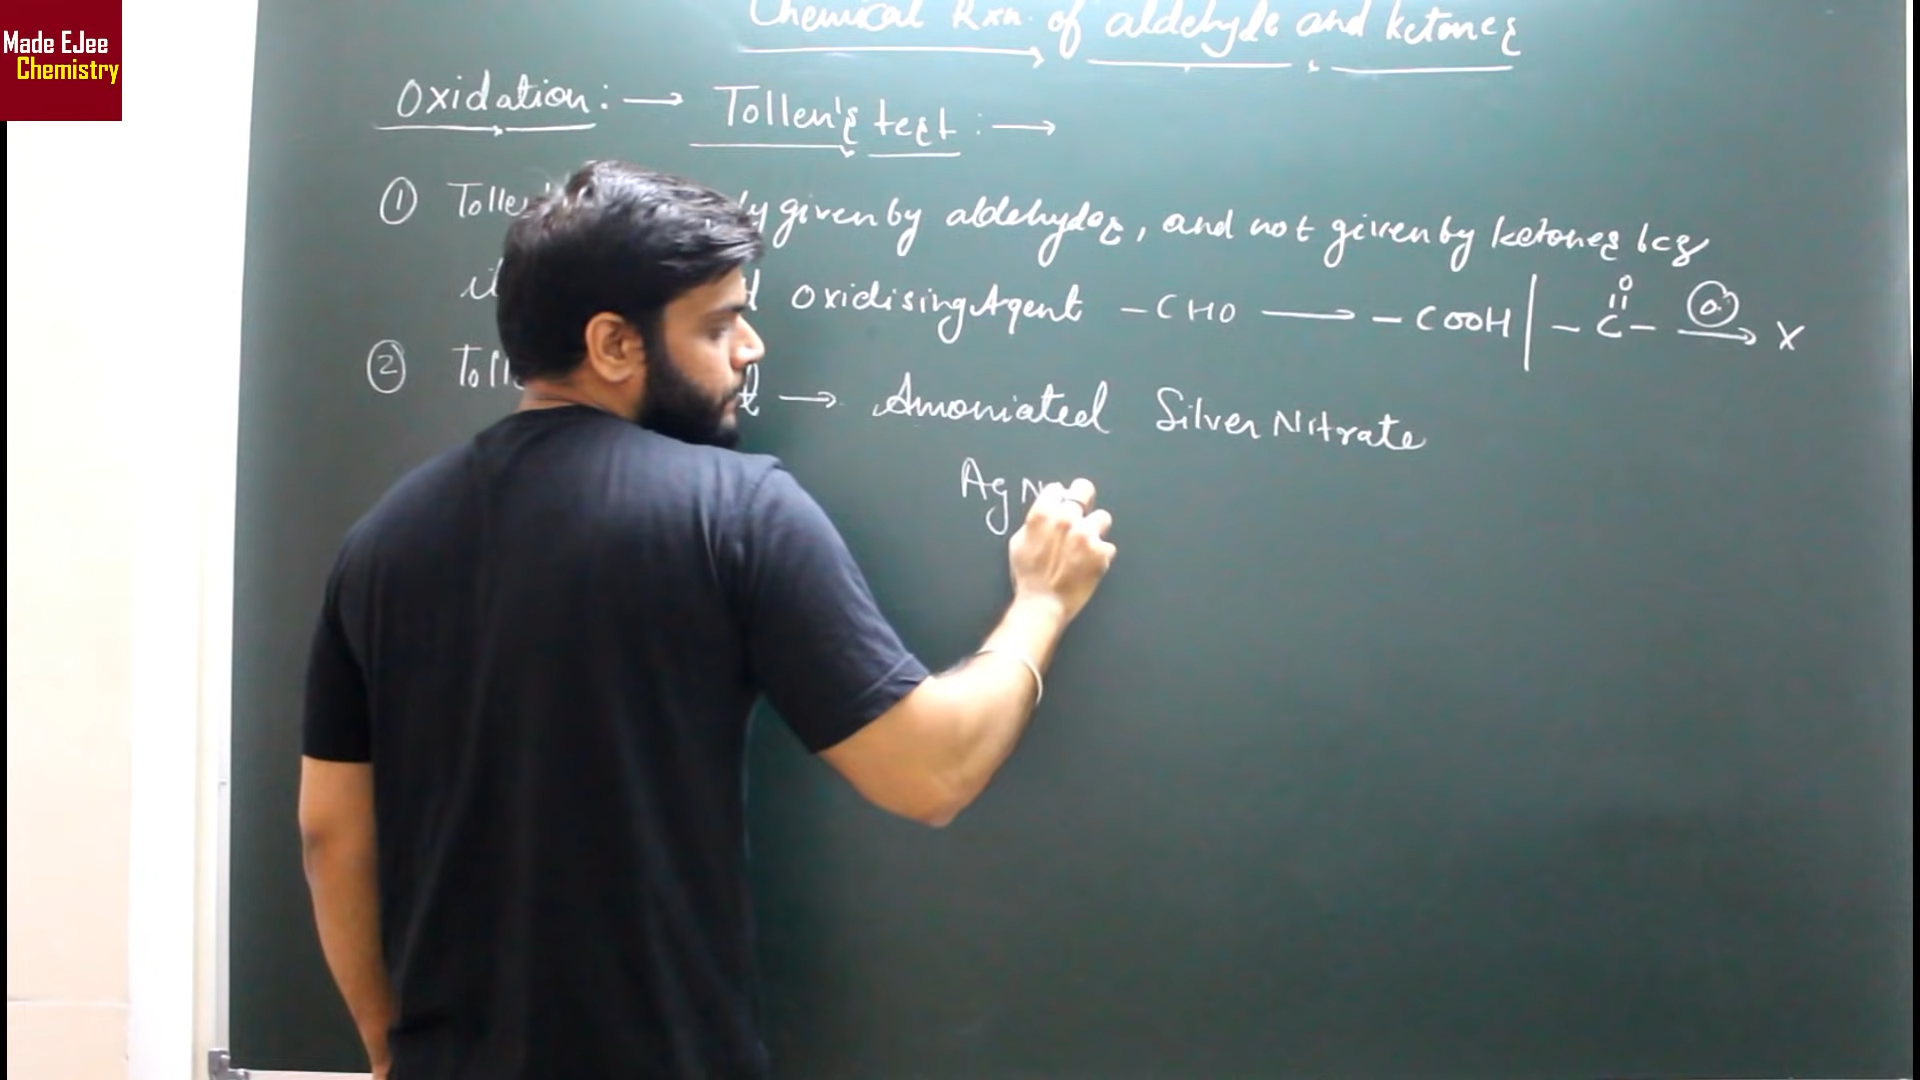 Made EJee
Chemistry
Chemical Rxn. of aldehyde and ketones
Oxidation :→ Tollen's test :→
① Tolle given by aldehydes, and not given by ketones bcz
oxidising Agent -CHO → -COOH | -C- → X
O
② Toll → Amoniated Silver Nitrate
Ag N